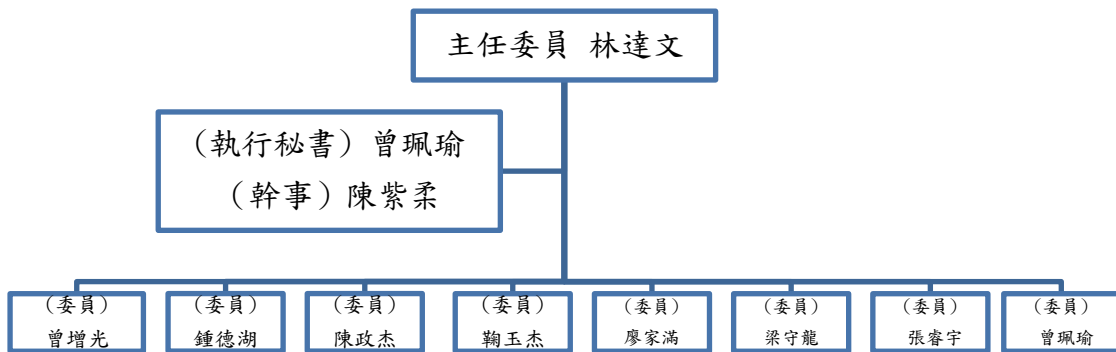 主任委員 林達文
（執行秘書）曾珮瑜
（幹事）陳紫柔
(委員)
曾增光
(委員)
鍾德湖
(委員)
陳政杰
(委員)
鞠玉杰
(委員)
廖家滿
(委員)
梁守龍
(委員)
張睿宇
(委員)
曾珮瑜